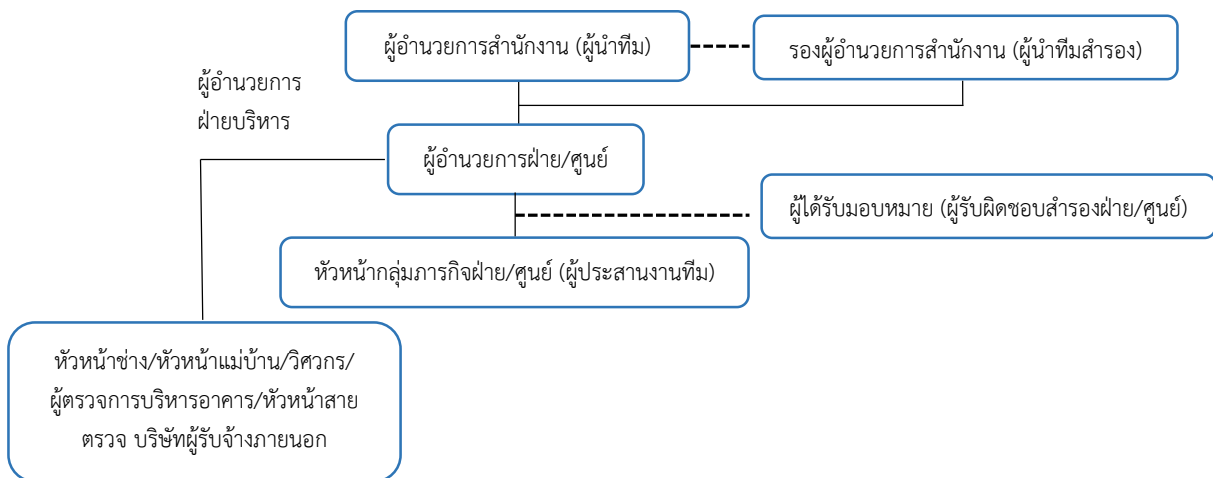 ผู้อำนวยการสำนักงาน (ผู้นำทีม)
รองผู้อำนวยการสำนักงาน (ผู้นำทีมสำรอง)
ผู้อำนวยการ
ฝ่ายบริหาร
ผู้อำนวยการฝ่าย/ศูนย์
ผู้ได้รับมอบหมาย (ผู้รับผิดชอบสำรองฝ่าย/ศูนย์)
หัวหน้ากลุ่มภารกิจฝ่าย/ศูนย์ (ผู้ประสานงานทีม)
หัวหน้าช่าง/หัวหน้าแม่บ้าน/วิศวกร/
ผู้ตรวจการบริหารอาคาร/หัวหน้าสาย
ตรวจ บริษัทผู้รับจ้างภายนอก